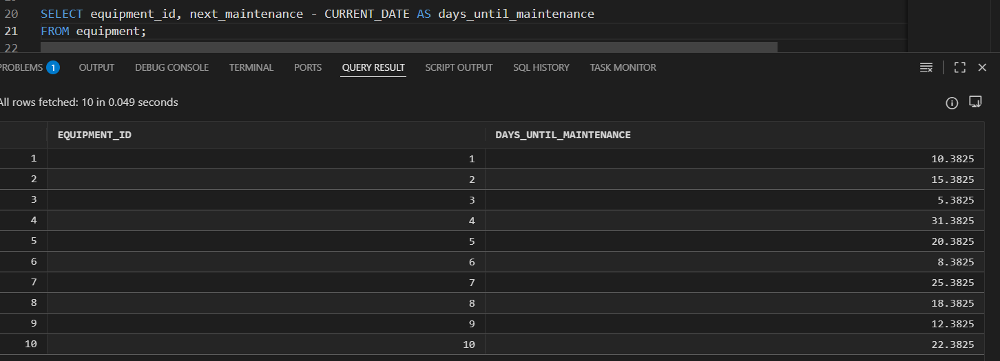 20 SELECT equipment_id, next_maintenance - CURRENT_DATE AS days_until_maintenance
21 FROM equipment;
22
PROBLEMS 1 OUTPUT DEBUG CONSOLE TERMINAL PORTS QUERY RESULT SCRIPT OUTPUT SQL HISTORY TASK MONITOR
All rows fetched: 10 in 0.049 seconds
EQUIPMENT_ID DAYS_UNTIL_MAINTENANCE
1 1 10.3825
2 2 15.3825
3 3 5.3825
4 4 31.3825
5 5 20.3825
6 6 8.3825
7 7 25.3825
8 8 18.3825
9 9 12.3825
10 10 22.3825